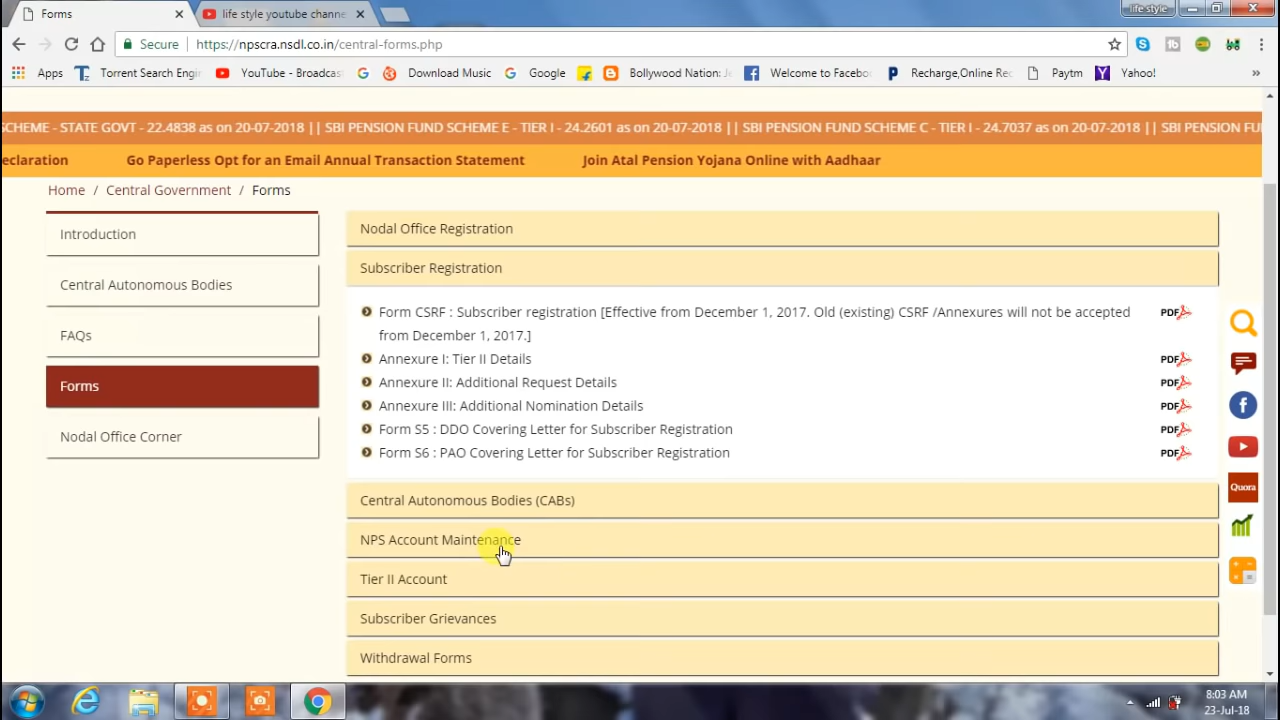 Forms
life style youtube channe
life style
Secure
https://npscra.nsdl.co.in/central-forms.php
Apps
Torrent Search Engi
YouTube - Broadcas
Download Music
Google
Bollywood Nation: J
Welcome to Facebo
Recharge,Online Rec
Paytm
Yahoo!
»
SCHEME - STATE GOVT - 22.4838 as on 20-07-2018 || SBI PENSION FUND SCHEME E - TIER I - 24.2601 as on 20-07-2018 || SBI PENSION FUND SCHEME C - TIER I - 24.7037 as on 20-07-2018 || SBI PENSION FU
eclaration Go Paperless Opt for an Email Annual Transaction Statement Join Atal Pension Yojana Online with Aadhaar
Home / Central Government / Forms
Introduction
Central Autonomous Bodies
FAQs
Forms
Nodal Office Corner
Nodal Office Registration
Subscriber Registration
Form CSRF : Subscriber registration [Effective from December 1, 2017. Old (existing) CSRF /Annexures will not be accepted
from December 1, 2017.]
PDF
Annexure I: Tier II Details
PDF
Annexure II: Additional Request Details
PDF
Annexure III: Additional Nomination Details
PDF
Form S5 : DDO Covering Letter for Subscriber Registration
PDF
Form S6 : PAO Covering Letter for Subscriber Registration
PDF
Central Autonomous Bodies (CABs)
NPS Account Maintenance
Tier II Account
Subscriber Grievances
Withdrawal Forms
Quora
8:03 AM
23-Jul-18